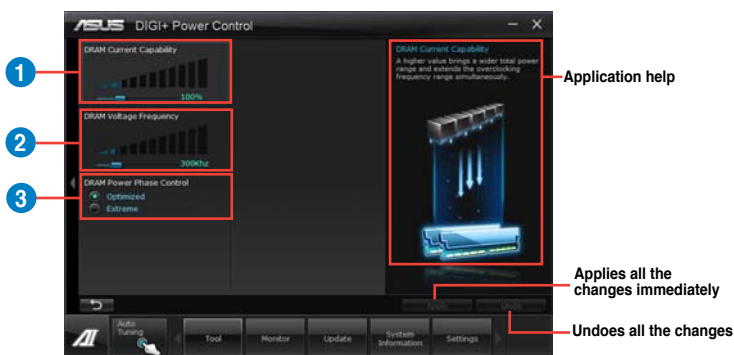 ASUS DIGI+ Power Control
1
DRAM Current Capability
100%
2
DRAM Voltage Frequency
300Khz
3
DRAM Power Phase Control
Optimized
Extreme
DRAM Current Capability
A higher value brings a wider total power
range and extends the overclocking
frequency range simultaneously.
Application help
Applies all the
changes immediately
Apply
Undo
Undoes all the changes
AI
Auto
Tuning
Tool
Monitor
Update
System
Information
Settings